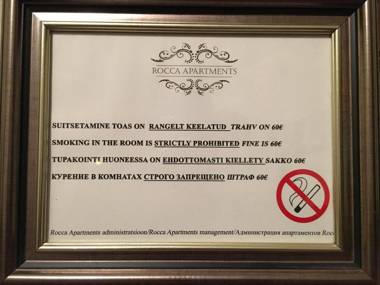 ROCCA APARTMENTS
SUITSETAMINE TOAS ON RANGELT KEELATUD TRAHV ON 60€
SMOKING IN THE ROOM IS STRICTLY PROHIBITED FINE IS 60€
TUPAKOINTI HUONEESSA ON EHDOTTOMASTI KIELLETY SAKKO 60€
КУРЕНИЕ В КОМНАТАХ СТРОГО ЗАПРЕЩЕНО ШТРАФ 60€
Rocca Apartments administratsioon/Rocca Apartments management/Администрация апартаментов Roc